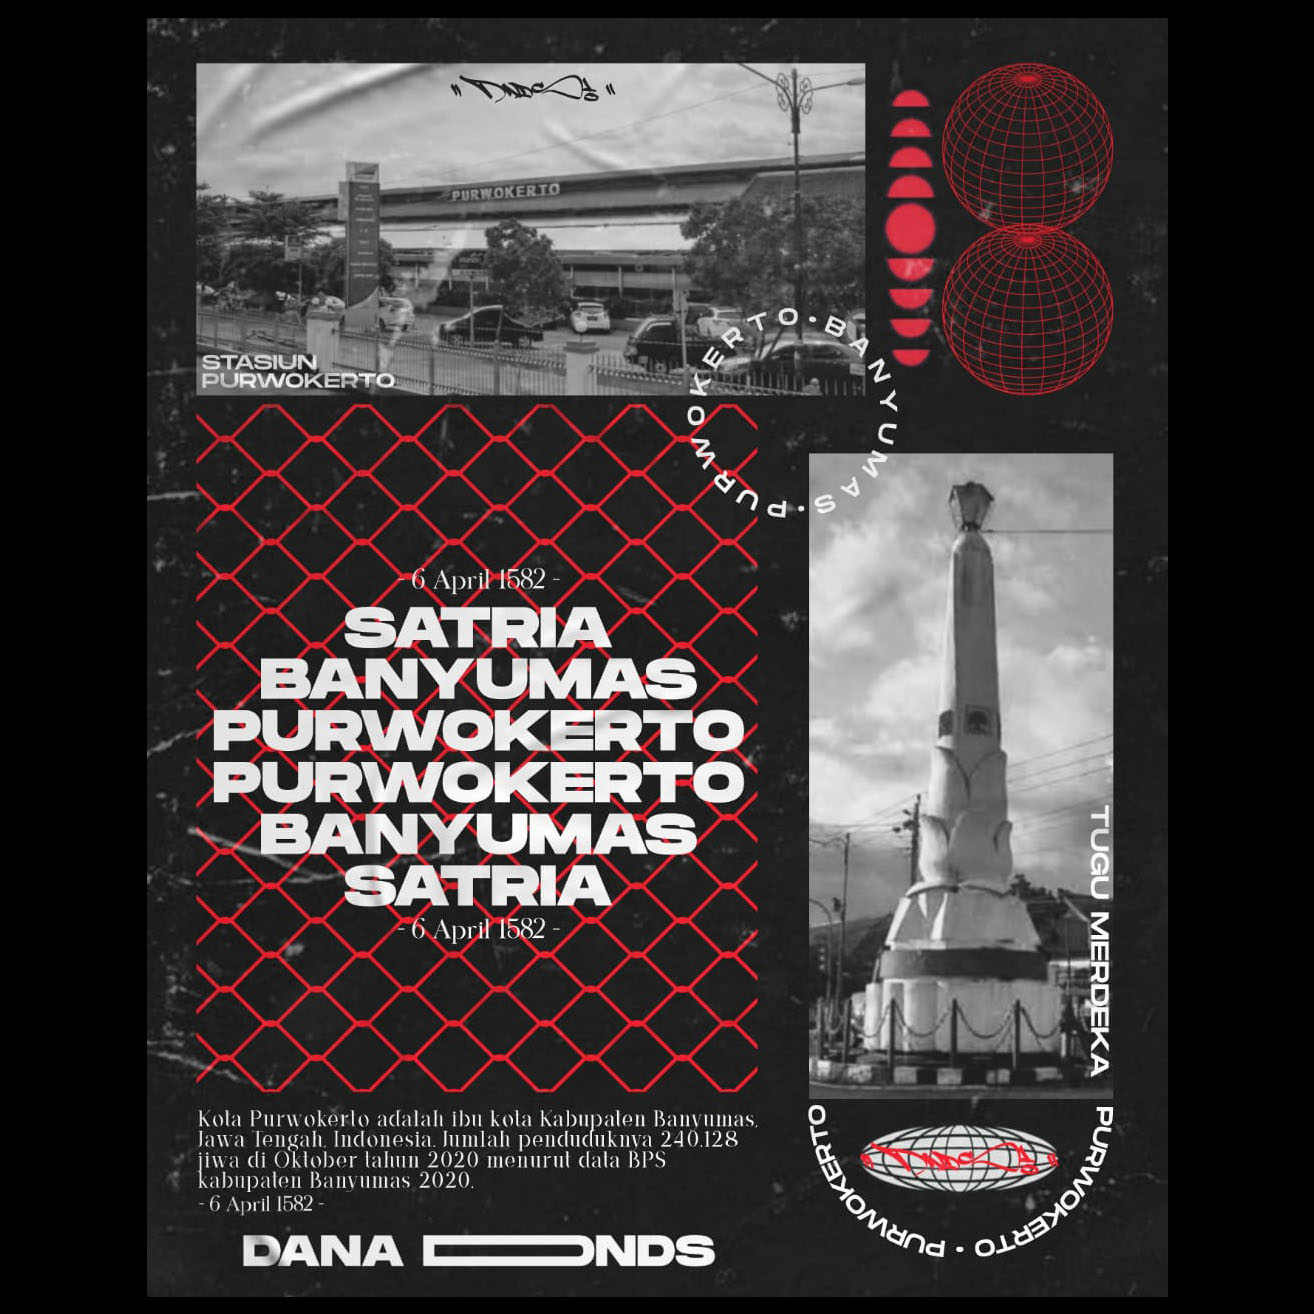 PURWOKERTO
STASIUN
PURWOKERTO
PURWOKERTO • BANYUMAS •
- 6 April 1582 -
SATRIA
BANYUMAS
PURWOKERTO
PURWOKERTO
BANYUMAS
SATRIA
- 6 April 1582 -
TUGU MERDEKA
Kota Purwokerto adalah ibu kota Kabupaten Banyumas,
Jawa Tengah, Indonesia. Jumlah penduduknya 240.128
jiwa di Oktober tahun 2020 menurut data BPS
kabupaten Banyumas 2020.
- 6 April 1582 -
PURWOKERTO • PURWOKERTO
DANA DNDS